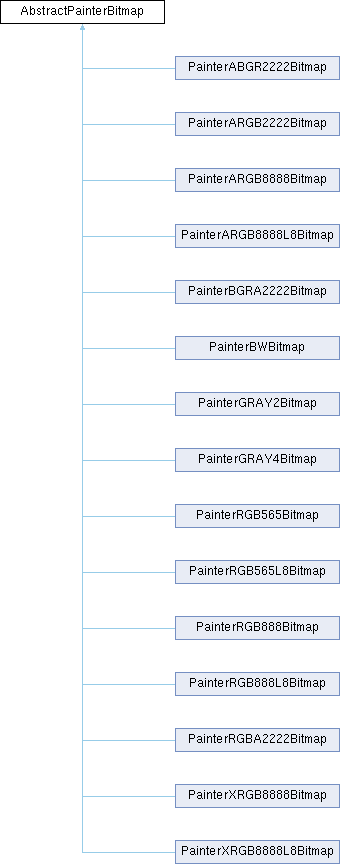 AbstractPainterBitmap
PainterABGR2222Bitmap
PainterARGB2222Bitmap
PainterARGB8888Bitmap
PainterARGB8888L8Bitmap
PainterBGRA2222Bitmap
PainterBWBitmap
PainterGRAY2Bitmap
PainterGRAY4Bitmap
PainterRGB565Bitmap
PainterRGB565L8Bitmap
PainterRGB888Bitmap
PainterRGB888L8Bitmap
PainterRGBA2222Bitmap
PainterXRGB8888Bitmap
PainterXRGB8888L8Bitmap